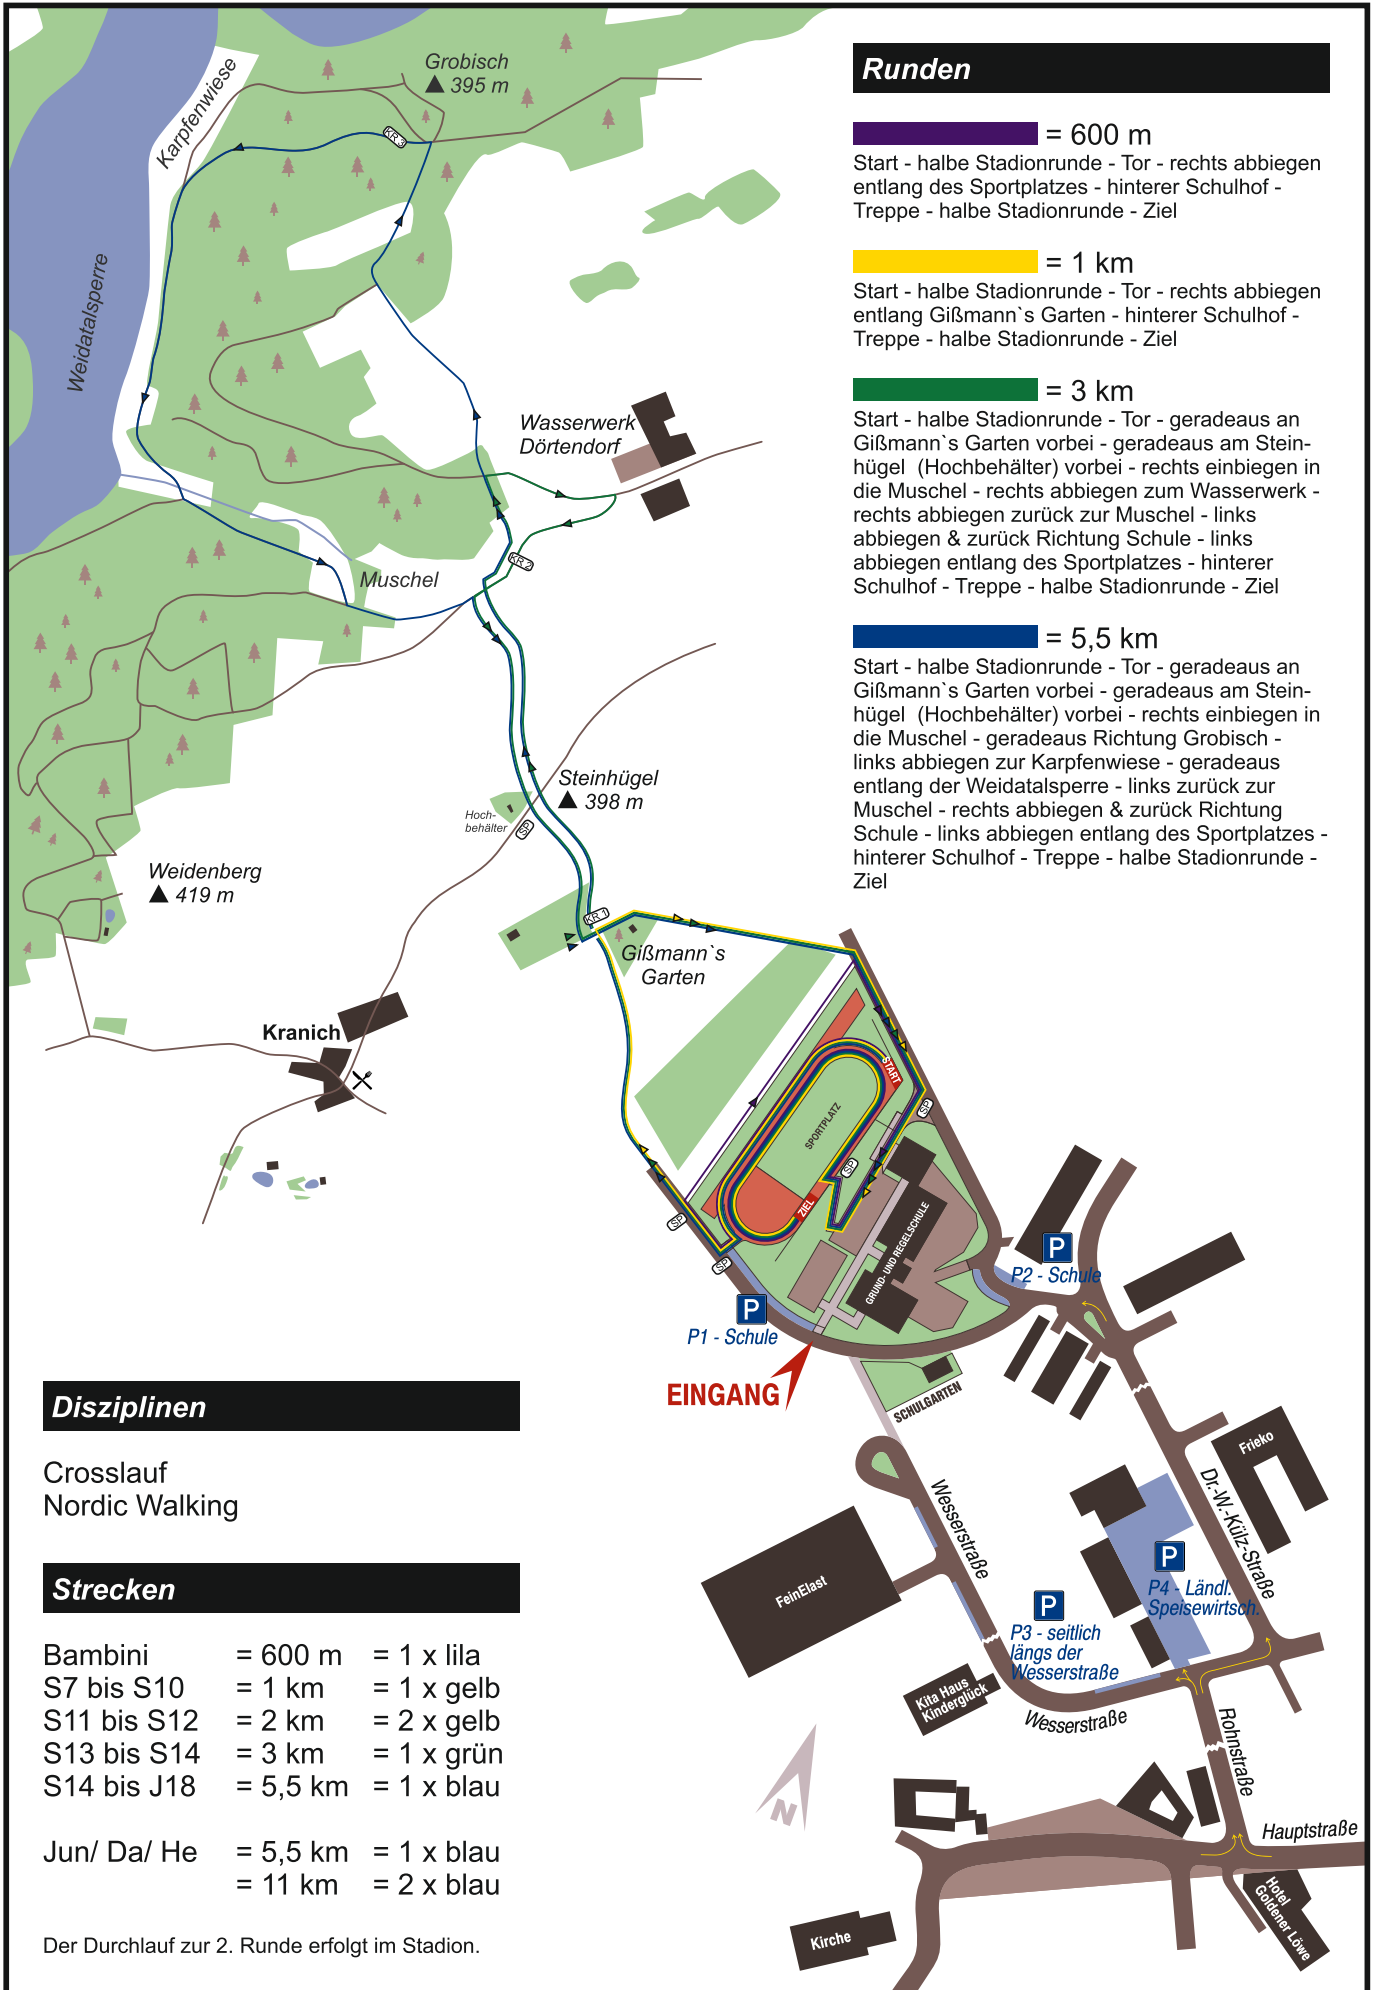 Runden
= 600 m
Start - halbe Stadionrunde - Tor - rechts abbiegen
entlang des Sportplatzes - hinterer Schulhof -
Treppe - halbe Stadionrunde - Ziel
= 1 km
Start - halbe Stadionrunde - Tor - rechts abbiegen
entlang Gißmann`s Garten - hinterer Schulhof -
Treppe - halbe Stadionrunde - Ziel
= 3 km
Start - halbe Stadionrunde - Tor - geradeaus an
Gißmann`s Garten vorbei - geradeaus am Stein-
hügel  (Hochbehälter) vorbei - rechts einbiegen in
die Muschel - rechts abbiegen zum Wasserwerk -
rechts abbiegen zurück zur Muschel - links
abbiegen & zurück Richtung Schule - links
abbiegen entlang des Sportplatzes - hinterer
Schulhof - Treppe - halbe Stadionrunde - Ziel
= 5,5 km
Start - halbe Stadionrunde - Tor - geradeaus an
Gißmann`s Garten vorbei - geradeaus am Stein-
hügel  (Hochbehälter) vorbei - rechts einbiegen in
die Muschel - geradeaus Richtung Grobisch -
links abbiegen zur Karpfenwiese - geradeaus
entlang der Weidatalsperre - links zurück zur
Muschel - rechts abbiegen & zurück Richtung
Schule - links abbiegen entlang des Sportplatzes -
hinterer Schulhof - Treppe - halbe Stadionrunde -
Ziel
Grobisch
395 m
Karpfenwiese
KR 3
Weidatalsperre
Wasserwerk
Dörtendorf
KR 2
Muschel
Steinhügel
398 m
Hoch-
behälter
SP
Weidenberg
419 m
KR 1
Gißmann`s
Garten
Kranich
START
SPORTPLATZ
SP
SP
ZIEL
SP
SP
GRUND- UND REGELSCHULE
P
P2 - Schule
P
P1 - Schule
EINGANG
SCHULGARTEN
Frieko
Wesserstraße
Dr.-W.-Külz-Straße
FeinElast
P
P4 - Ländl.
Speisewirtsch.
P
P3 - seitlich
längs der
Wesserstraße
Kita Haus
Kinderglück
Wesserstraße
Rohnstraße
N
Hauptstraße
Hotel
Goldener Löwe
Kirche
Disziplinen
Crosslauf
Nordic Walking
Strecken
Bambini = 600 m = 1 x lila
S7 bis S10 = 1 km = 1 x gelb
S11 bis S12 = 2 km = 2 x gelb
S13 bis S14 = 3 km = 1 x grün
S14 bis J18 = 5,5 km = 1 x blau
Jun/ Da/ He = 5,5 km = 1 x blau
= 11 km = 2 x blau
Der Durchlauf zur 2. Runde erfolgt im Stadion.